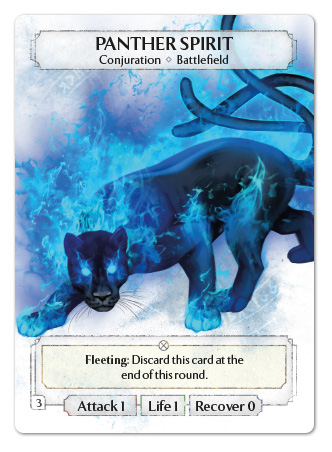 PANTHER SPIRIT
Conjuration ⬦ Battlefield
Fleeting: Discard this card at the
end of this round.
3
Attack 1 Life 1 Recover 0